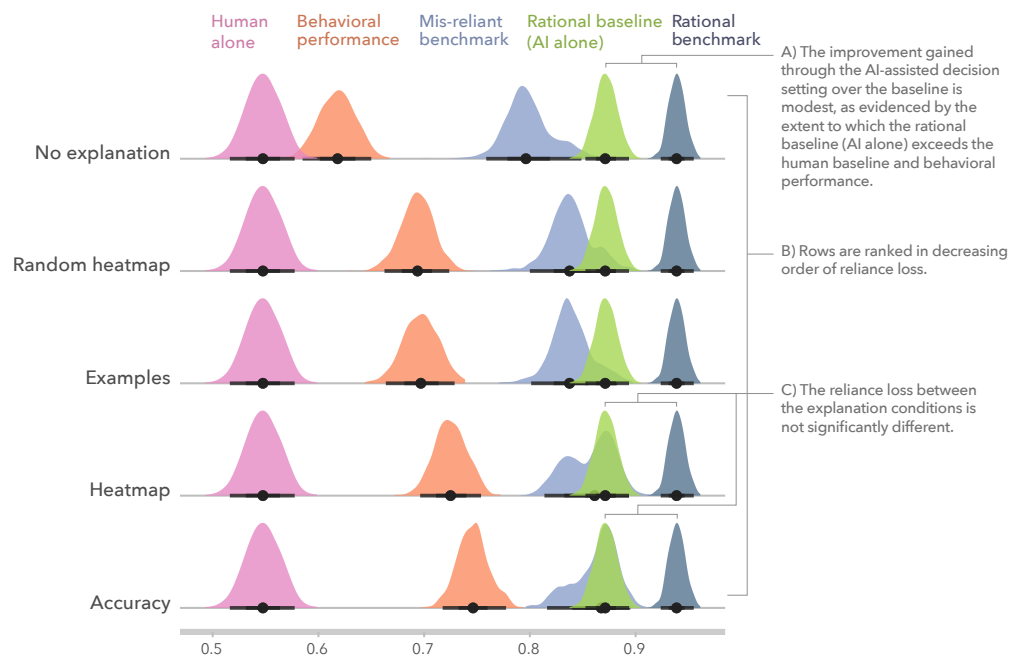 Human
alone
Behavioral
performance
Mis-reliant
benchmark
Rational baseline
(AI alone)
Rational
benchmark
A) The improvement gained
through the AI-assisted decision
setting over the baseline is
modest, as evidenced by the
extent to which the rational
baseline (AI alone) exceeds the
human baseline and behavioral
performance.
No explanation
Random heatmap
B) Rows are ranked in decreasing
order of reliance loss.
Examples
C) The reliance loss between
the explanation conditions is
not significantly different.
Heatmap
Accuracy
0.5 0.6 0.7 0.8 0.9